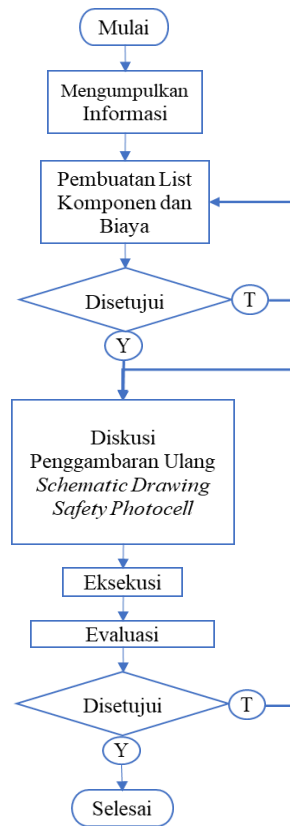 Mulai
Mengumpulkan
Informasi
Pembuatan List
Komponen dan
Biaya
Disetujui
T
Y
Diskusi
Penggambaran Ulang
Schematic Drawing
Safety Photocell
Eksekusi
Evaluasi
Disetujui
T
Y
Selesai